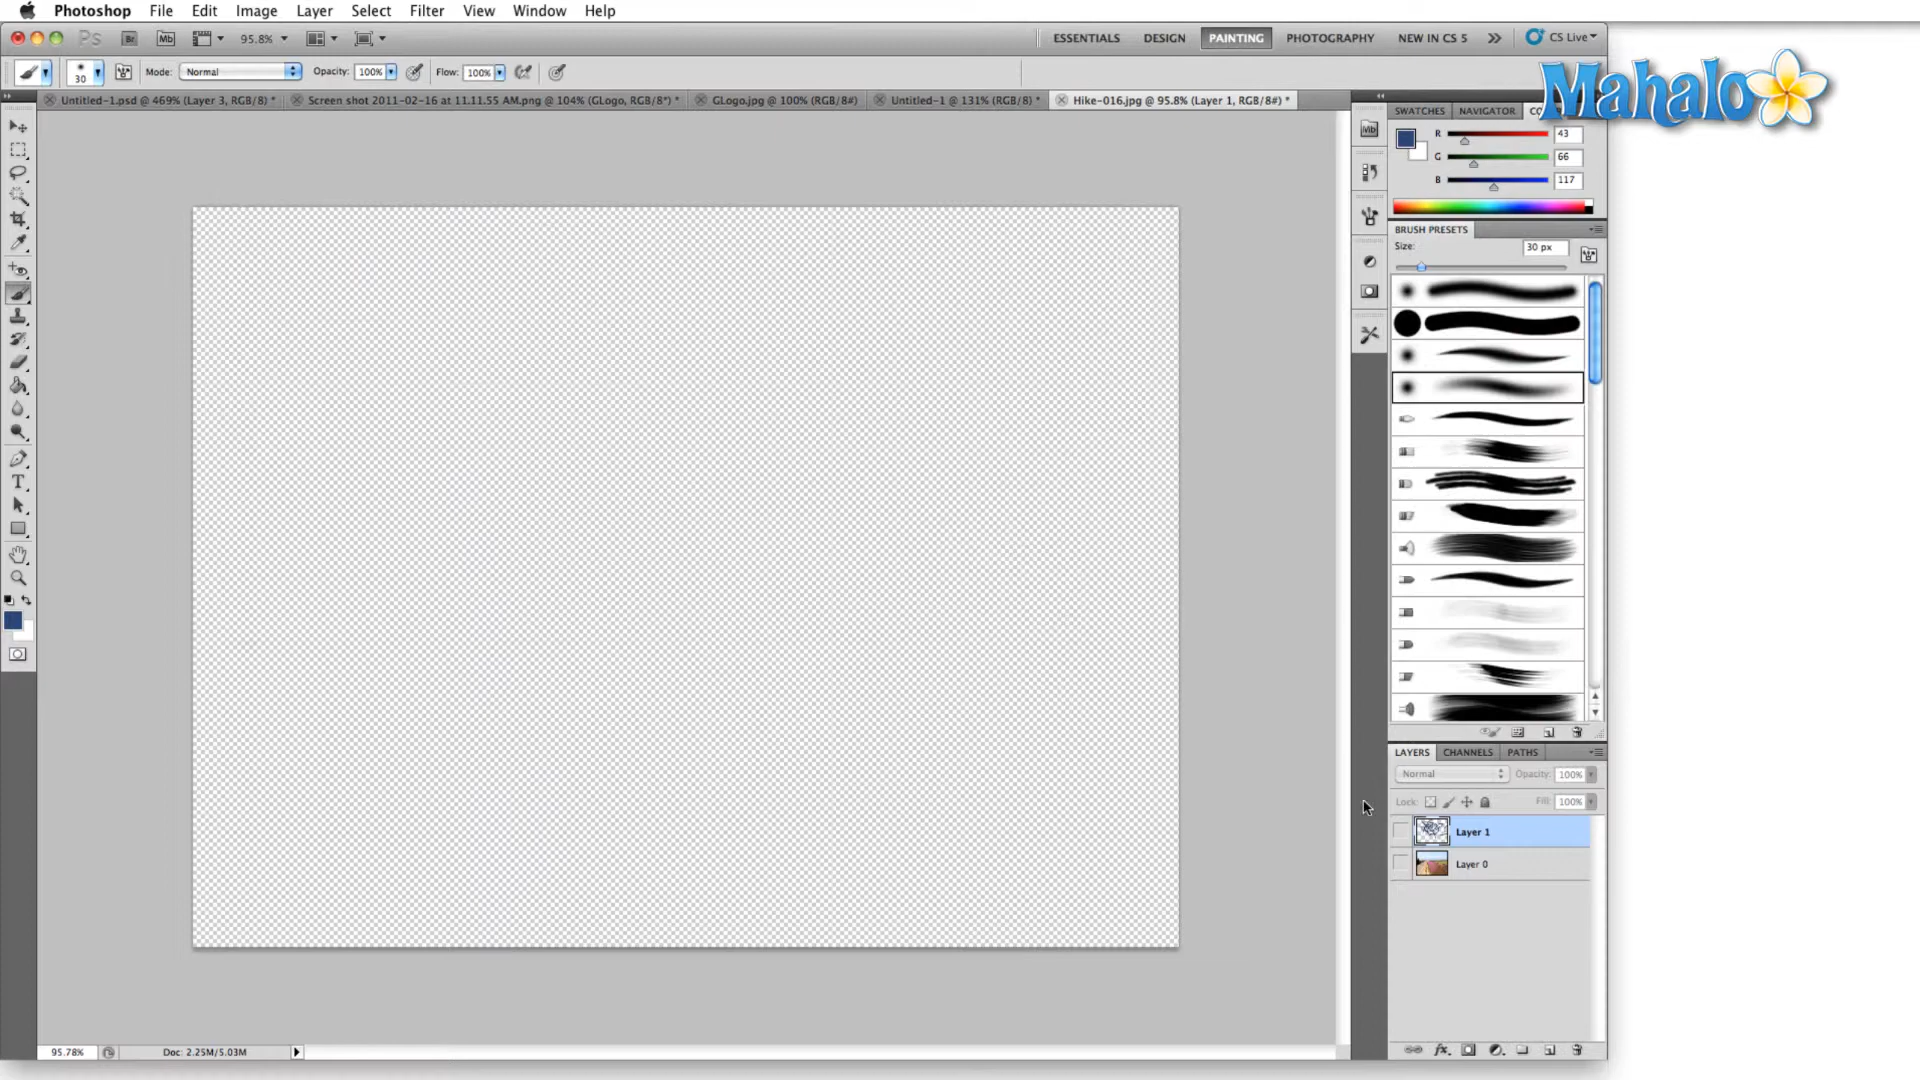 Photoshop File Edit Image Layer Select Filter View Window Help
Ps Br Mb 95.8% ESSENTIALS DESIGN PAINTING PHOTOGRAPHY NEW IN CS 5 CS Live
30 Mode: Normal Opacity: 100% Flow: 100%
Mahalo
Untitled-1.psd @ 469% (Layer 3, RGB/8) * Screen shot 2011-02-16 at 11.11.55 AM.png @ 104% (GLogo, RGB/8*) * GLogo.jpg @ 100% (RGB/8#) Untitled-1 @ 131% (RGB/8) * Hike-016.jpg @ 95.8% (Layer 1, RGB/8#) *
SWATCHES NAVIGATOR
Mb
R 43
G 66
B 117
BRUSH PRESETS
Size: 30 px
T
LAYERS CHANNELS PATHS
Normal Opacity: 100%
Lock: Fill: 100%
Layer 1
Layer 0
95.78% Doc: 2.25M/5.03M
fx